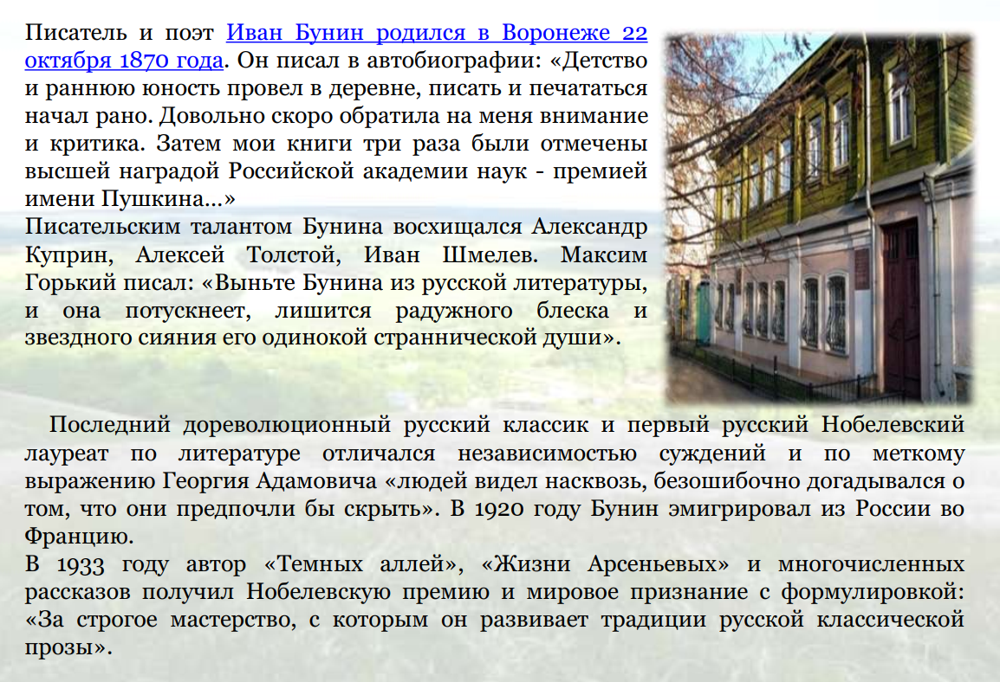 Писатель и поэт Иван Бунин родился в Воронеже 22
октября 1870 года. Он писал в автобиографии: «Детство
и раннюю юность провел в деревне, писать и печататься
начал рано. Довольно скоро обратила на меня внимание
и критика. Затем мои книги три раза были отмечены
высшей наградой Российской академии наук - премией
имени Пушкина…»
Писательским талантом Бунина восхищался Александр
Куприн, Алексей Толстой, Иван Шмелев. Максим
Горький писал: «Выньте Бунина из русской литературы,
и она потускнеет, лишится радужного блеска и
звездного сияния его одинокой страннической души».
Последний дореволюционный русский классик и первый русский Нобелевский
лауреат по литературе отличался независимостью суждений и по меткому
выражению Георгия Адамовича «людей видел насквозь, безошибочно догадывался о
том, что они предпочли бы скрыть». В 1920 году Бунин эмигрировал из России во
Францию.
В 1933 году автор «Темных аллей», «Жизни Арсеньевых» и многочисленных
рассказов получил Нобелевскую премию и мировое признание с формулировкой:
«За строгое мастерство, с которым он развивает традиции русской классической
прозы».